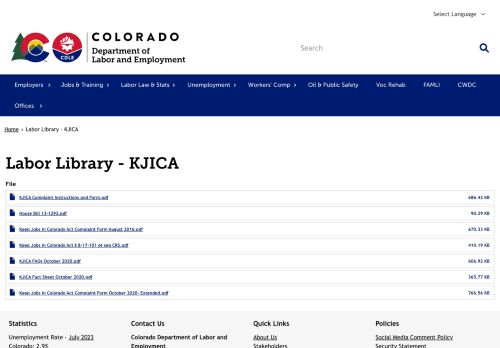 Select Language
COLORADO
Department of
Labor and Employment
CDLE
Search
Employers
Jobs & Training
Labor Law & Stats
Unemployment
Workers' Comp
Oil & Public Safety
Voc Rehab
FAMLI
CWDC
Offices
Home › Labor Library - KJICA
Labor Library - KJICA
File
KJICA Complaint Instructions and Form.pdf 686.42 KB
House Bill 13-1292.pdf 90.29 KB
Keep Jobs in Colorado Act Complaint Form August 2016.pdf 670.33 KB
Keep Jobs in Colorado Act § 8-17-101 et seq CRS.pdf 410.19 KB
KJICA FAQs October 2020.pdf 606.92 KB
KJICA Fact Sheet October 2020.pdf 365.77 KB
Keep Jobs in Colorado Act Complaint Form October 2020- Extended.pdf 766.56 KB
Statistics
Unemployment Rate - July 2023
Colorado: 2.9%
Contact Us
Colorado Department of Labor and
Employment
Quick Links
About Us
Stakeholders
Policies
Social Media Comment Policy
Security Statement